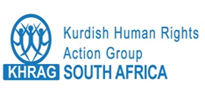 Kurdish Human Rights
Action Group
KHRAG SOUTH AFRICA